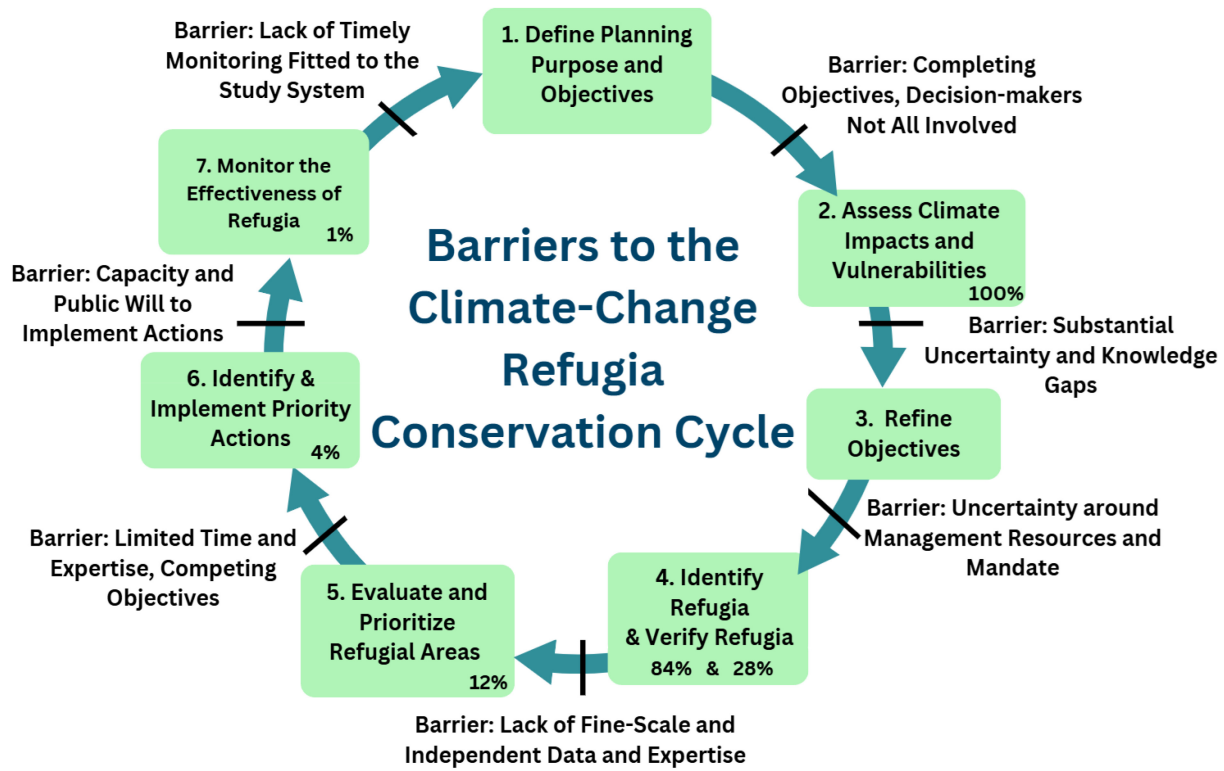 Barriers to the
Climate-Change
Refugia
Conservation Cycle
1. Define Planning
Purpose and
Objectives
Barrier: Completing
Objectives, Decision-makers
Not All Involved
2. Assess Climate
Impacts and
Vulnerabilities
100%
Barrier: Substantial
Uncertainty and Knowledge
Gaps
3. Refine
Objectives
Barrier: Uncertainty around
Management Resources and
Mandate
4. Identify
Refugia
& Verify Refugia
84% & 28%
Barrier: Lack of Fine-Scale and
Independent Data and Expertise
5. Evaluate and
Prioritize
Refugial Areas
12%
Barrier: Limited Time and
Expertise, Competing
Objectives
6. Identify &
Implement Priority
Actions
4%
Barrier: Capacity and
Public Will to
Implement Actions
7. Monitor the
Effectiveness of
Refugia
1%
Barrier: Lack of Timely
Monitoring Fitted to the
Study System